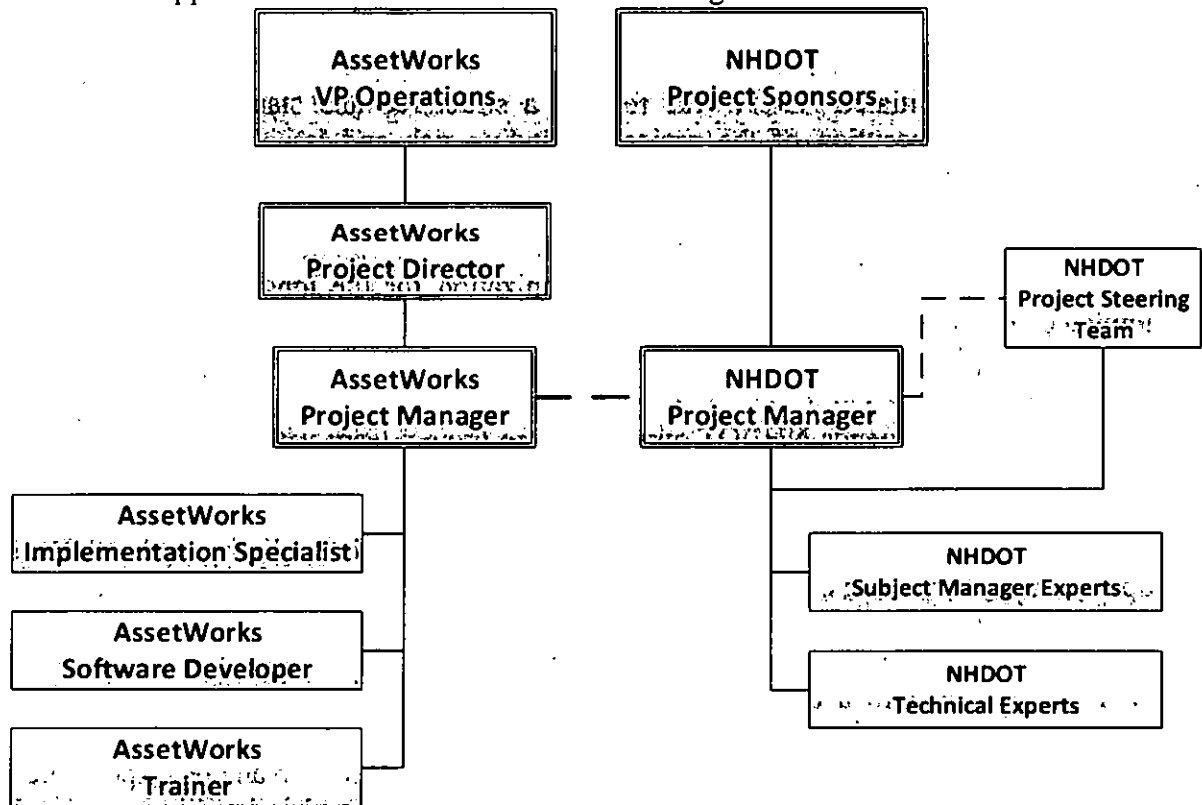 AssetWorks
VP Operations
NHDOT
Project Sponsors
AssetWorks
Project Director
NHDOT
Project Steering
Team
AssetWorks
Project Manager
NHDOT
Project Manager
AssetWorks
Implementation Specialist
NHDOT
Subject Manager Experts
AssetWorks
Software Developer
NHDOT
Technical Experts
AssetWorks
Trainer